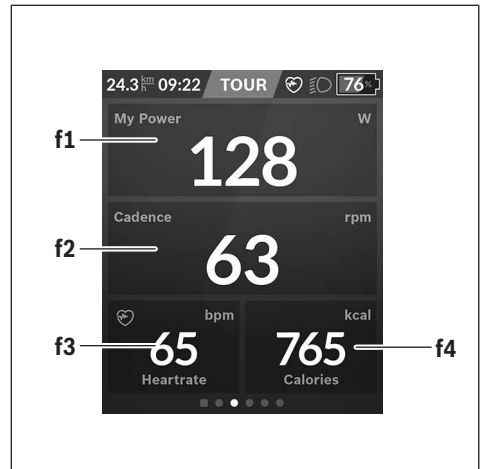 24.3 km/h 09:22 TOUR 76%
My Power W
f1
128
Cadence rpm
f2
63
bpm kcal
f3 65 765 f4
Heartrate Calories